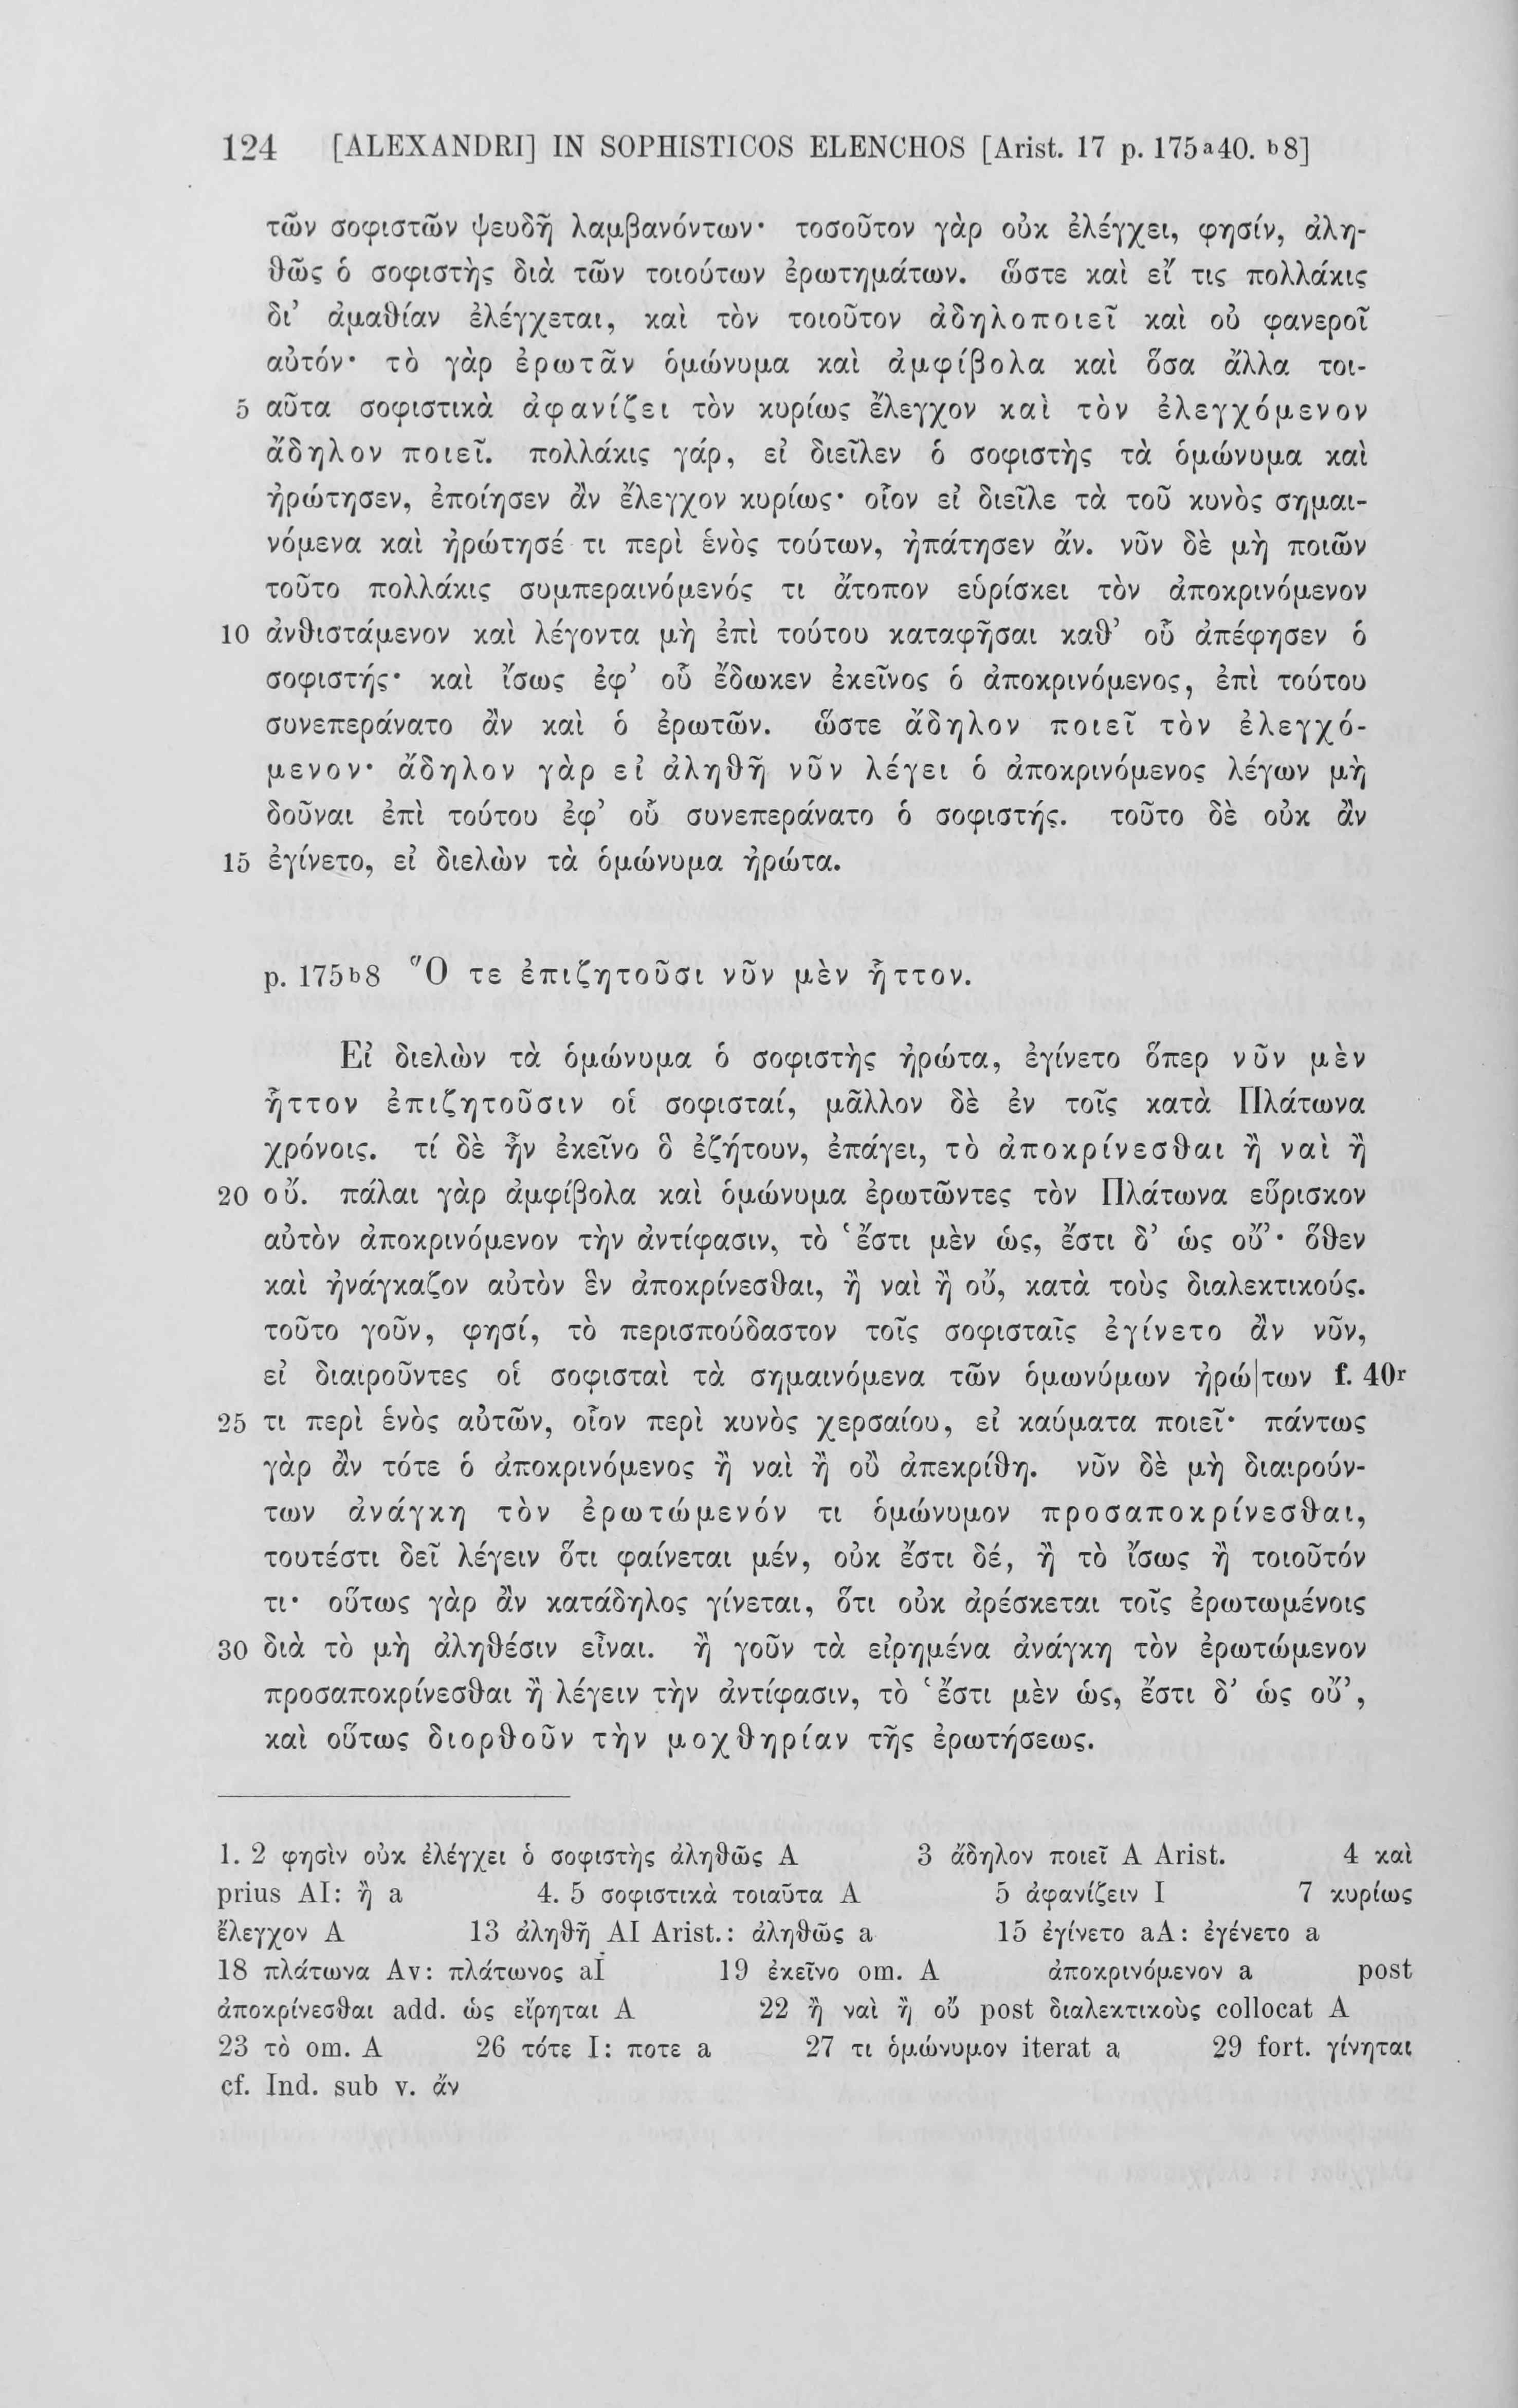 124 [ALEXANDRI] IN SOPHISTICOS ELENCHOS [Arist. 17 p. 175a40. b8]
τῶν σοφιστῶν ψευδῆ λαμβανόντων· τοσοῦτον γὰρ οὐκ ἐλέγχει, φησίν, ἀλη-
θῶς ὁ σοφιστὴς διὰ τῶν τοιούτων ἐρωτημάτων. ὥστε καὶ εἴ τις πολλάκις
δι’ ἀμαθίαν ἐλέγχεται, καὶ τὸν τοιοῦτον ἀδηλοποιεῖ καὶ οὐ φανεροῖ
αὐτόν· τὸ γὰρ ἐρωτᾶν ὁμώνυμα καὶ ἀμφίβολα καὶ ὅσα ἄλλα τοι-
5 αῦτα σοφιστικὰ ἀφανίζει τὸν κυρίως ἔλεγχον καὶ τὸν ἐλεγχόμενον
ἄδηλον ποιεῖ. πολλάκις γάρ, εἰ διεῖλεν ὁ σοφιστὴς τὰ ὁμώνυμα καὶ
ἠρώτησεν, ἐποίησεν ἂν ἔλεγχον κυρίως· οἷον εἰ διεῖλε τὰ τοῦ κυνὸς σημαι-
νόμενα καὶ ἠρώτησέ τι περὶ ἑνὸς τούτων, ἠπάτησεν ἄν. νῦν δὲ μὴ ποιῶν
τοῦτο πολλάκις συμπεραινόμενός τι ἄτοπον εὑρίσκει τὸν ἀποκρινόμενον
10 ἀνθιστάμενον καὶ λέγοντα μὴ ἐπὶ τούτου καταφῆσαι καθ’ οὗ ἀπέφησεν ὁ
σοφιστής· καὶ ἴσως ἐφ’ οὗ ἔδωκεν ἐκεῖνος ὁ ἀποκρινόμενος, ἐπὶ τούτου
συνεπεράνατο ἂν καὶ ὁ ἐρωτῶν. ὥστε ἄδηλον ποιεῖ τὸν ἐλεγχό-
μενον· ἄδηλον γὰρ εἰ ἀληθῆ νῦν λέγει ὁ ἀποκρινόμενος λέγων μὴ
δοῦναι ἐπὶ τούτου ἐφ’ οὗ συνεπεράνατο ὁ σοφιστής. τοῦτο δὲ οὐκ ἂν
15 ἐγίνετο, εἰ διελὼν τὰ ὁμώνυμα ἠρώτα.
p. 175b8 Ὅ τε ἐπιζητοῦσι νῦν μὲν ἧττον.
Εἰ διελὼν τὰ ὁμώνυμα ὁ σοφιστὴς ἠρώτα, ἐγίνετο ὅπερ νῦν μὲν
ἧττον ἐπιζητοῦσιν οἱ σοφισταί, μᾶλλον δὲ ἐν τοῖς κατὰ Πλάτωνα
χρόνοις. τί δὲ ἦν ἐκεῖνο ὃ ἐζήτουν, ἐπάγει, τὸ ἀποκρίνεσθαι ἢ ναὶ ἢ
20 οὔ. πάλαι γὰρ ἀμφίβολα καὶ ὁμώνυμα ἐρωτῶντες τὸν Πλάτωνα εὕρισκον
αὐτὸν ἀποκρινόμενον τὴν ἀντίφασιν, τὸ ‘ἔστι μὲν ὡς, ἔστι δ’ ὡς οὔ’· ὅθεν
καὶ ἠνάγκαζον αὐτὸν ἓν ἀποκρίνεσθαι, ἢ ναὶ ἢ οὔ, κατὰ τοὺς διαλεκτικούς.
τοῦτο γοῦν, φησί, τὸ περισπούδαστον τοῖς σοφισταῖς ἐγίνετο ἂν νῦν,
εἰ διαιροῦντες οἱ σοφισταὶ τὰ σημαινόμενα τῶν ὁμωνύμων ἠρώ|των f. 40r
25 τι περὶ ἑνὸς αὐτῶν, οἷον περὶ κυνὸς χερσαίου, εἰ καύματα ποιεῖ· πάντως
γὰρ ἂν τότε ὁ ἀποκρινόμενος ἢ ναὶ ἢ οὒ ἀπεκρίθη. νῦν δὲ μὴ διαιρούν-
των ἀνάγκη τὸν ἐρωτώμενόν τι ὁμώνυμον προσαποκρίνεσθαι,
τουτέστι δεῖ λέγειν ὅτι φαίνεται μέν, οὐκ ἔστι δέ, ἢ τὸ ἴσως ἢ τοιοῦτόν
τι· οὕτως γὰρ ἂν κατάδηλος γίνεται, ὅτι οὐκ ἀρέσκεται τοῖς ἐρωτωμένοις
30 διὰ τὸ μὴ ἀληθέσιν εἶναι. ἢ γοῦν τὰ εἰρημένα ἀνάγκη τὸν ἐρωτώμενον
προσαποκρίνεσθαι ἢ λέγειν τὴν ἀντίφασιν, τὸ ‘ἔστι μὲν ὡς, ἔστι δ’ ὡς οὔ’,
καὶ οὕτως διορθοῦν τὴν μοχθηρίαν τῆς ἐρωτήσεως.
1. 2 φησὶν οὐκ ἐλέγχει ὁ σοφιστὴς ἀληθῶς A 3 ἄδηλον ποιεῖ A Arist. 4 καὶ
prius AI: ἢ a 4. 5 σοφιστικὰ τοιαῦτα A 5 ἀφανίζειν I 7 κυρίως
ἔλεγχον A 13 ἀληθῆ AI Arist.: ἀληθῶς a 15 ἐγίνετο aA: ἐγένετο a
18 πλάτωνα Av: πλάτωνος aI 19 ἐκεῖνο om. A ἀποκρινόμενον a post
ἀποκρίνεσθαι add. ὡς εἴρηται A 22 ἢ ναὶ ἢ οὔ post διαλεκτικοὺς collocat A
23 τὸ om. A 26 τότε I: ποτε a 27 τι ὁμώνυμον iterat a 29 fort. γίνηται
cf. Ind. sub v. ἄν